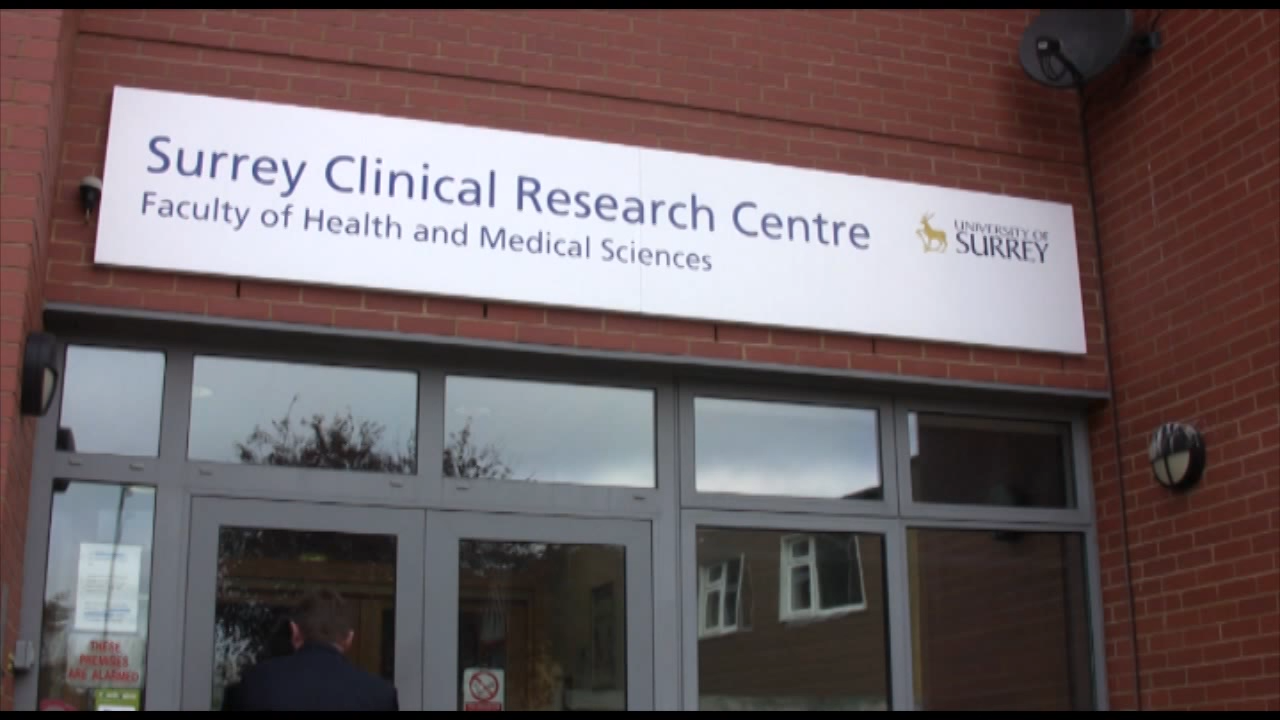 Surrey Clinical Research Centre
Faculty of Health and Medical Sciences
UNIVERSITY OF
SURREY
THESE
PREMISES
ARE ALARMED